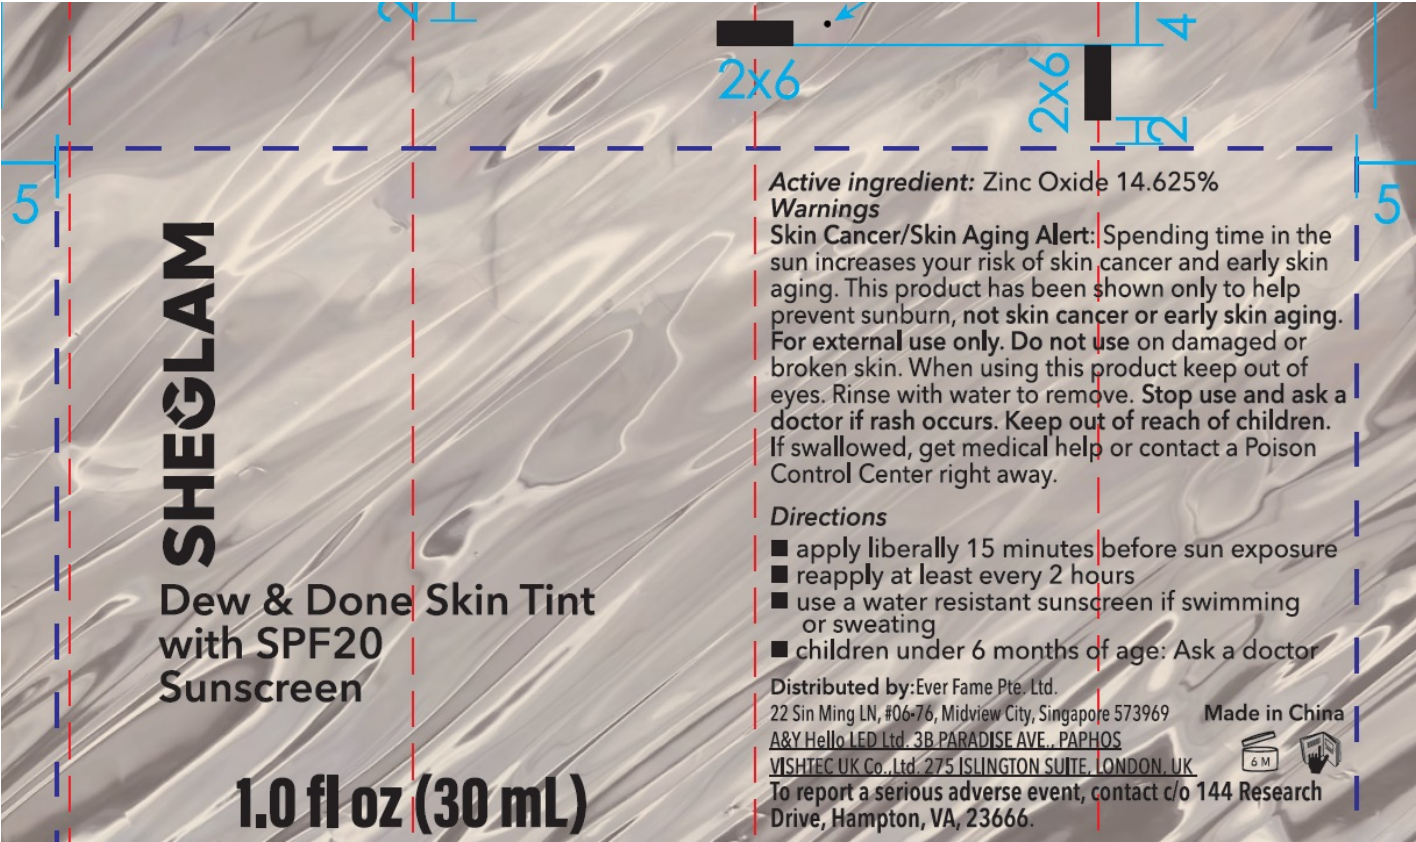 2
2x6
4
2x6
2
5
5
SHEGLAM
Dew & Done Skin Tint
with SPF20
Sunscreen
1.0 fl oz (30 mL)
Active ingredient: Zinc Oxide 14.625%
Warnings
Skin Cancer/Skin Aging Alert: Spending time in the
sun increases your risk of skin cancer and early skin
aging. This product has been shown only to help
prevent sunburn, not skin cancer or early skin aging.
For external use only. Do not use on damaged or
broken skin. When using this product keep out of
eyes. Rinse with water to remove. Stop use and ask a
doctor if rash occurs. Keep out of reach of children.
If swallowed, get medical help or contact a Poison
Control Center right away.
Directions
■ apply liberally 15 minutes before sun exposure
■ reapply at least every 2 hours
■ use a water resistant sunscreen if swimming
or sweating
■ children under 6 months of age: Ask a doctor
Distributed by:Ever Fame Pte. Ltd.
22 Sin Ming LN, #06-76, Midview City, Singapore 573969
Made in China
A&Y Hello LED Ltd. 3B PARADISE AVE., PAPHOS
VISHTEC UK Co.,Ltd. 275 ISLINGTON SUITE, LONDON, UK
6 M
To report a serious adverse event, contact c/o 144 Research
Drive, Hampton, VA, 23666.